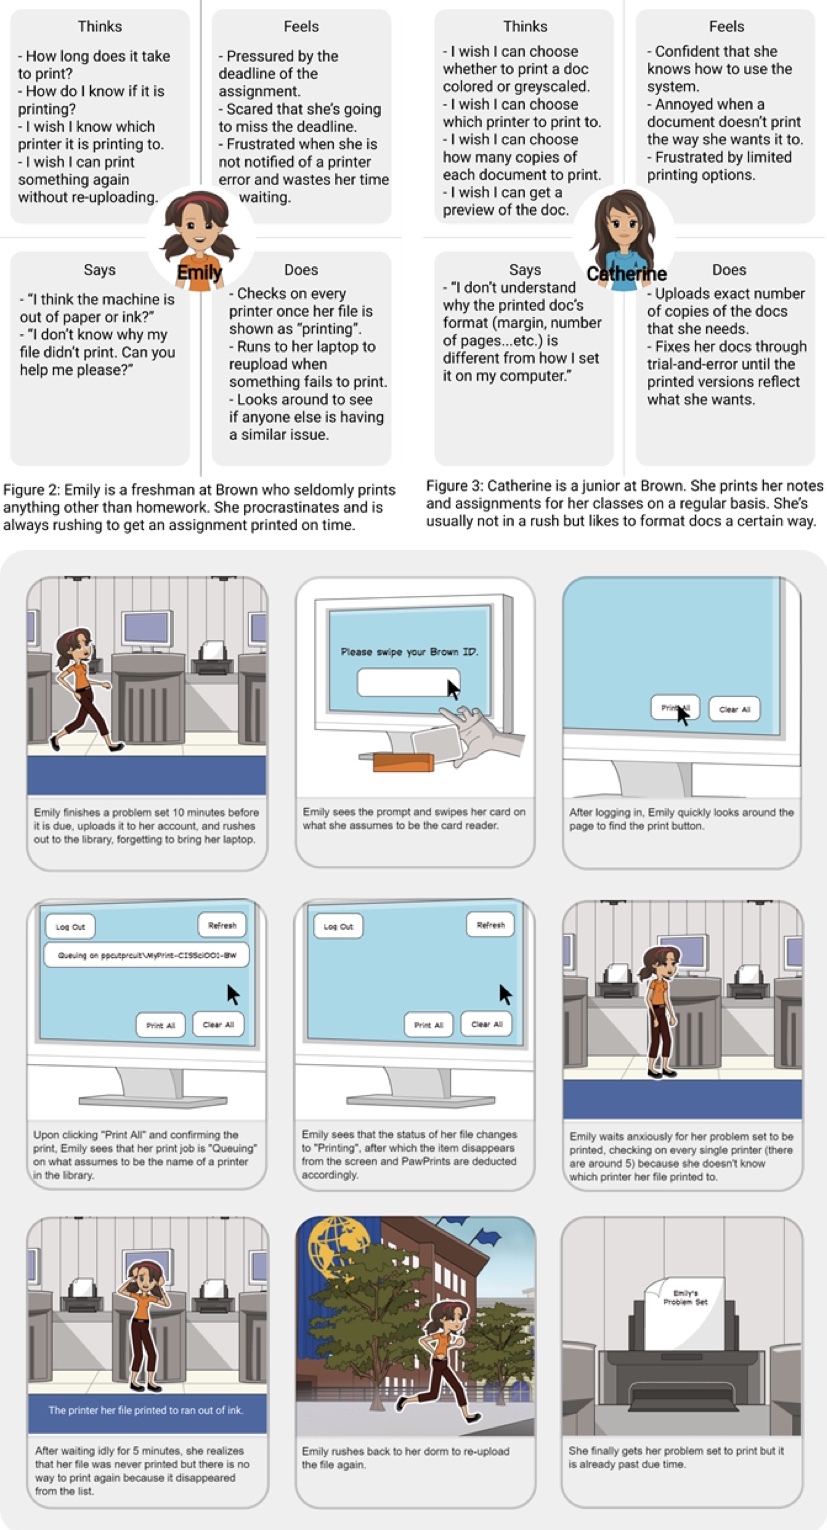 Thinks
- How long does it take
to print?
- How do I know if it is
printing?
- I wish I know which
printer it is printing to.
- I wish I can print
something again
without re-uploading.
Feels
- Pressured by the
deadline of the
assignment.
- Scared that she's going
to miss the deadline.
- Frustrated when she is
not notified of a printer
error and wastes her time
waiting.
Emily
Says
- “I think the machine is
out of paper or ink?”
- “I don't know why my
file didn't print. Can you
help me please?”
Does
- Checks on every
printer once her file is
shown as “printing”.
- Runs to her laptop to
reupload when
something fails to print.
- Looks around to see
if anyone else is having
a similar issue.
Figure 2: Emily is a freshman at Brown who seldomly prints
anything other than homework. She procrastinates and is
always rushing to get an assignment printed on time.
Thinks
- I wish I can choose
whether to print a doc
colored or greyscaled.
- I wish I can choose
which printer to print to.
- I wish I can choose
how many copies of
each document to print.
- I wish I can get a
preview of the doc.
Feels
- Confident that she
knows how to use the
system.
- Annoyed when a
document doesn't print
the way she wants it to.
- Frustrated by limited
printing options.
Catherine
Says
- “I don't understand
why the printed doc's
format (margin, number
of pages...etc.) is
different from how I set
it on my computer.”
Does
- Uploads exact number
of copies of the docs
that she needs.
- Fixes her docs through
trial-and-error until the
printed versions reflect
what she wants.
Figure 3: Catherine is a junior at Brown. She prints her notes
and assignments for her classes on a regular basis. She's
usually not in a rush but likes to format docs a certain way.
Emily finishes a problem set 10 minutes before
it is due, uploads it to her account, and rushes
out to the library, forgetting to bring her laptop.
Please swipe your Brown ID.
Emily sees the prompt and swipes her card on
what she assumes to be the card reader.
Print All
Clear All
After logging in, Emily quickly looks around the
page to find the print button.
Log Out
Refresh
Queuing on ppcutprcuit\MyPrint-CISSci001-BW
Print All
Clear All
Upon clicking "Print All" and confirming the
print, Emily sees that her print job is "Queuing"
on what assumes to be the name of a printer
in the library.
Log Out
Refresh
Print All
Clear All
Emily sees that the status of her file changes
to "Printing", after which the item disappears
from the screen and PawPrints are deducted
accordingly.
Emily waits anxiously for her problem set to be
printed, checking on every single printer (there
are around 5) because she doesn't know
which printer her file printed to.
The printer her file printed to ran out of ink.
After waiting idly for 5 minutes, she realizes
that her file was never printed but there is no
way to print again because it disappeared
from the list.
Emily rushes back to her dorm to re-upload
the file again.
Emily's
Problem Set
She finally gets her problem set to print but it
is already past due time.